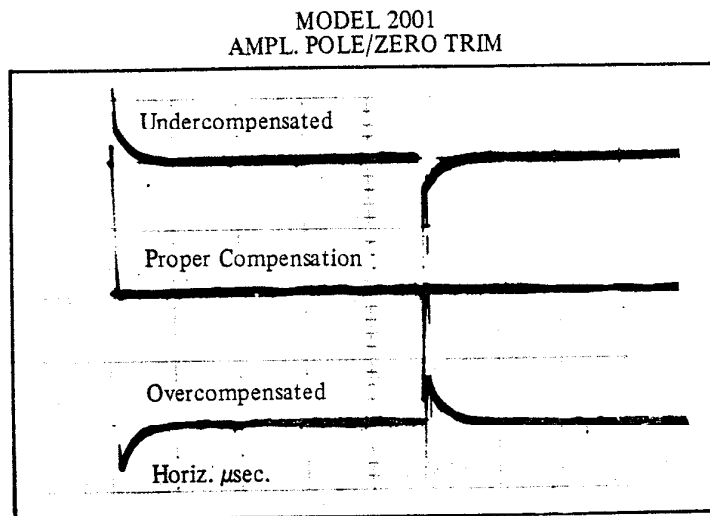 MODEL 2001
AMPL. POLE/ZERO TRIM
Undercompensated
Proper Compensation
Overcompensated
Horiz. μsec.